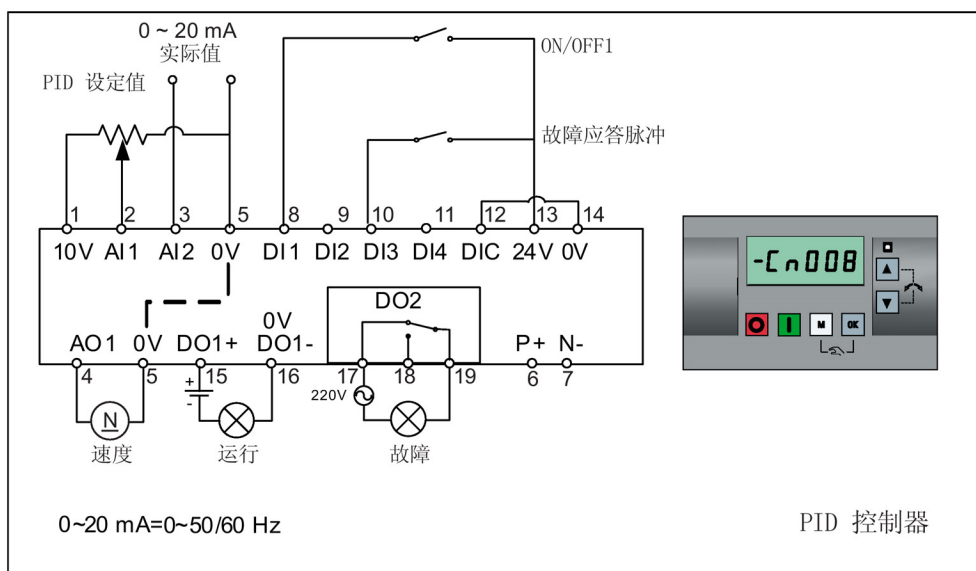 0 ~ 20 mA
实际值
ON/OFF1
PID 设定值
故障应答脉冲
1 2 3 5 8 9 10 11 12 13 14
10V AI1 AI2 0V DI1 DI2 DI3 DI4 DIC 24V 0V
-Cn008
DO2
0V
AO1 0V DO1+ DO1- P+ N-
M OK
4 5 15 16 17 18 19 6 7
+
-
220V
N
速度 运行 故障
0~20 mA=0~50/60 Hz
PID 控制器